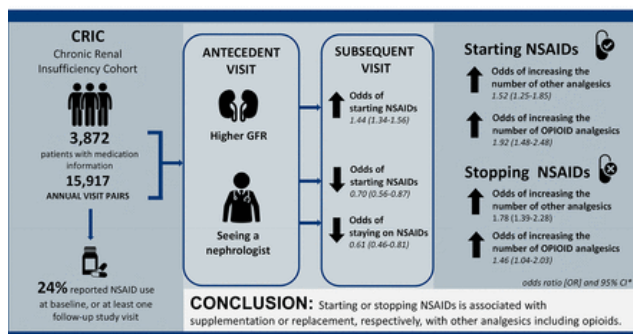 CRIC
Chronic Renal
Insufficiency Cohort
3,872
patients with medication
information
15,917
ANNUAL VISIT PAIRS
24% reported NSAID use
at baseline, or at least one
follow-up study visit
ANTECEDENT
VISIT
Higher GFR
Seeing a
nephrologist
SUBSEQUENT
VISIT
Odds of
starting NSAIDs
1.44 (1.34-1.56)
Odds of
starting NSAIDs
0.70 (0.56-0.87)
Odds of
staying on NSAIDs
0.61 (0.46-0.81)
Starting NSAIDs
Odds of increasing the
number of other analgesics
1.52 (1.25-1.85)
Odds of increasing the
number of OPIOID analgesics
1.92 (1.48-2.48)
Stopping NSAIDs
Odds of increasing the
number of other analgesics
1.78 (1.39-2.28)
Odds of increasing the
number of OPIOID analgesics
1.46 (1.04-2.03)
odds ratio [OR] and 95% CI*
CONCLUSION: Starting or stopping NSAIDs is associated with
supplementation or replacement, respectively, with other analgesics including opioids.